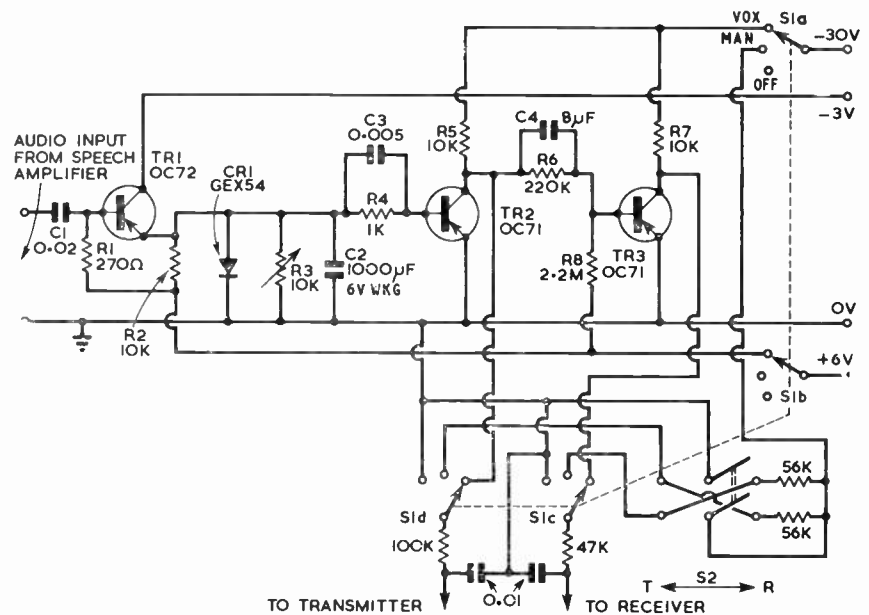 VOX
S1a
-30V
MAN
OFF
-3V
C3
0.005
C4
8µF
R5
10K
R6
220K
R7
10K
AUDIO INPUT
FROM SPEECH
AMPLIFIER
TR1
OC72
CR1
GEX54
R4
1K
TR2
OC71
TR3
OC71
C1
0.02
R1
270Ω
R3
10K
C2
1000µF
6V WKG
R8
2.2M
R2
10K
0V
+6V
S1b
S1d
S1c
56K
56K
100K
47K
0.01
T
S2
R
TO TRANSMITTER
TO RECEIVER